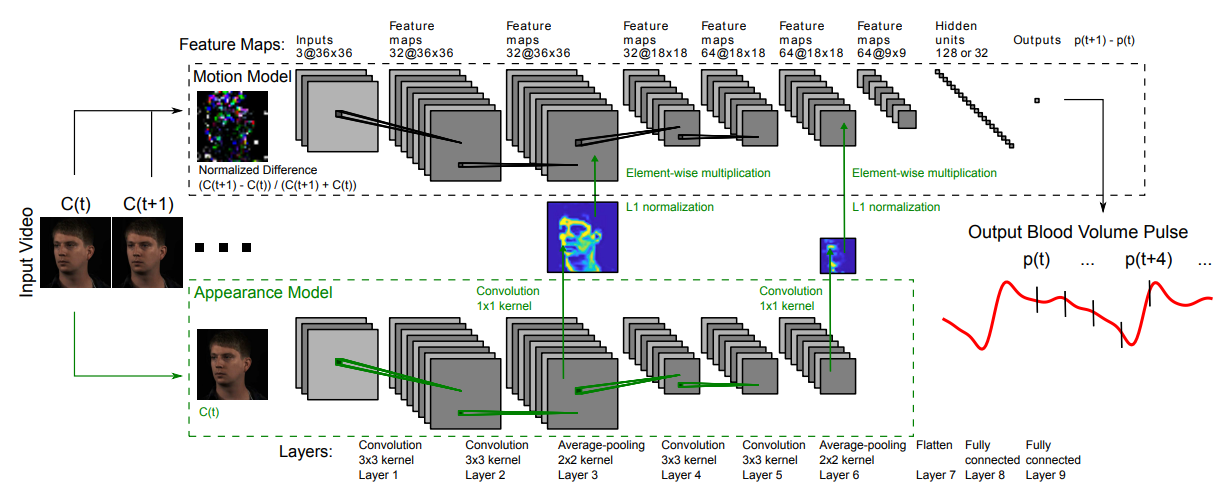 Feature Maps:
Inputs
3@36x36
Feature
maps
32@36x36
Feature
maps
32@36x36
Feature
maps
32@18x18
Feature
maps
64@18x18
Feature
maps
64@18x18
Feature
maps
64@9x9
Hidden
units
128 or 32
Outputs
p(t+1) - p(t)
Motion Model
Normalized Difference
(C(t+1) - C(t)) / (C(t+1) + C(t))
Element-wise multiplication
L1 normalization
Element-wise multiplication
L1 normalization
Input Video
C(t)
C(t+1)
Output Blood Volume Pulse
p(t)
...
p(t+4)
...
Appearance Model
Convolution
1x1 kernel
Convolution
1x1 kernel
C(t)
Layers:
Convolution
3x3 kernel
Layer 1
Convolution
3x3 kernel
Layer 2
Average-pooling
2x2 kernel
Layer 3
Convolution
3x3 kernel
Layer 4
Convolution
3x3 kernel
Layer 5
Average-pooling
2x2 kernel
Layer 6
Flatten
Layer 7
Fully
connected
Layer 8
Fully
connected
Layer 9